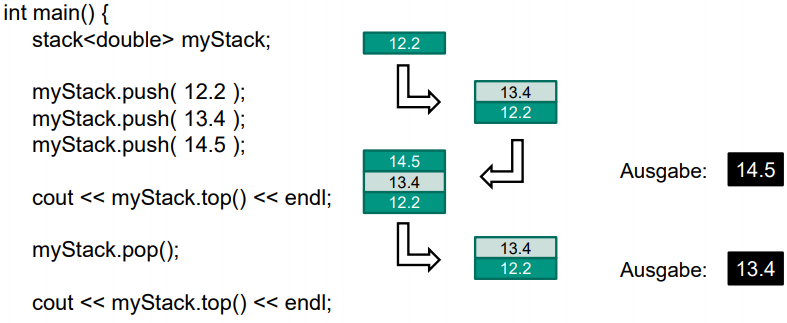 int main() {
stack<double> myStack;
myStack.push( 12.2 );
myStack.push( 13.4 );
myStack.push( 14.5 );
cout << myStack.top() << endl;
myStack.pop();
cout << myStack.top() << endl;
12.2
13.4
12.2
14.5
13.4
12.2
13.4
12.2
Ausgabe: 14.5
Ausgabe: 13.4